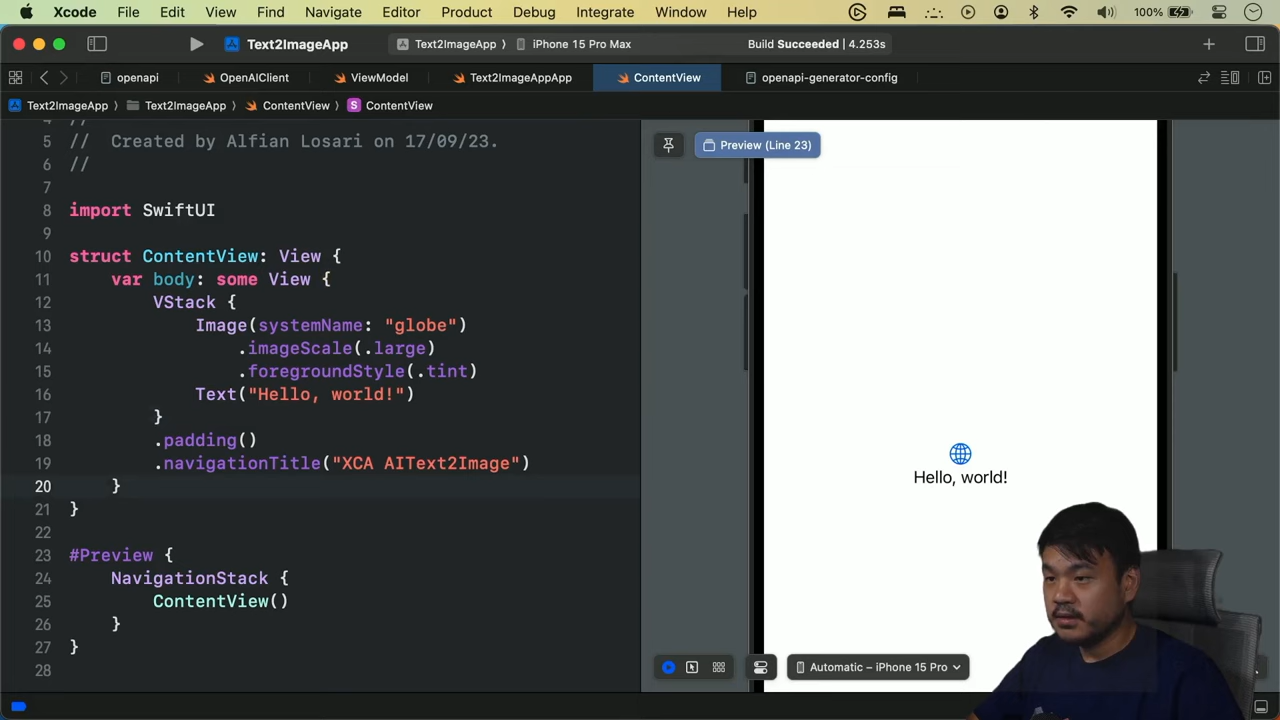 Xcode File Edit View Find Navigate Editor Product Debug Integrate Window Help 100%
Text2ImageApp Text2ImageApp 〉 iPhone 15 Pro Max Build Succeeded | 4.253s
openapi OpenAIClient ViewModel Text2ImageAppApp ContentView openapi-generator-config
Text2ImageApp 〉 Text2ImageApp 〉 ContentView 〉 S ContentView
4 //
5 //  Created by Alfian Losari on 17/09/23.
6 //
7
8 import SwiftUI
9
10 struct ContentView: View {
11     var body: some View {
12         VStack {
13             Image(systemName: "globe")
14                 .imageScale(.large)
15                 .foregroundStyle(.tint)
16             Text("Hello, world!")
17         }
18         .padding()
19         .navigationTitle("XCA AIText2Image")
20     }
21 }
22
23 #Preview {
24     NavigationStack {
25         ContentView()
26     }
27 }
28
Preview (Line 23)
Hello, world!
Automatic – iPhone 15 Pro